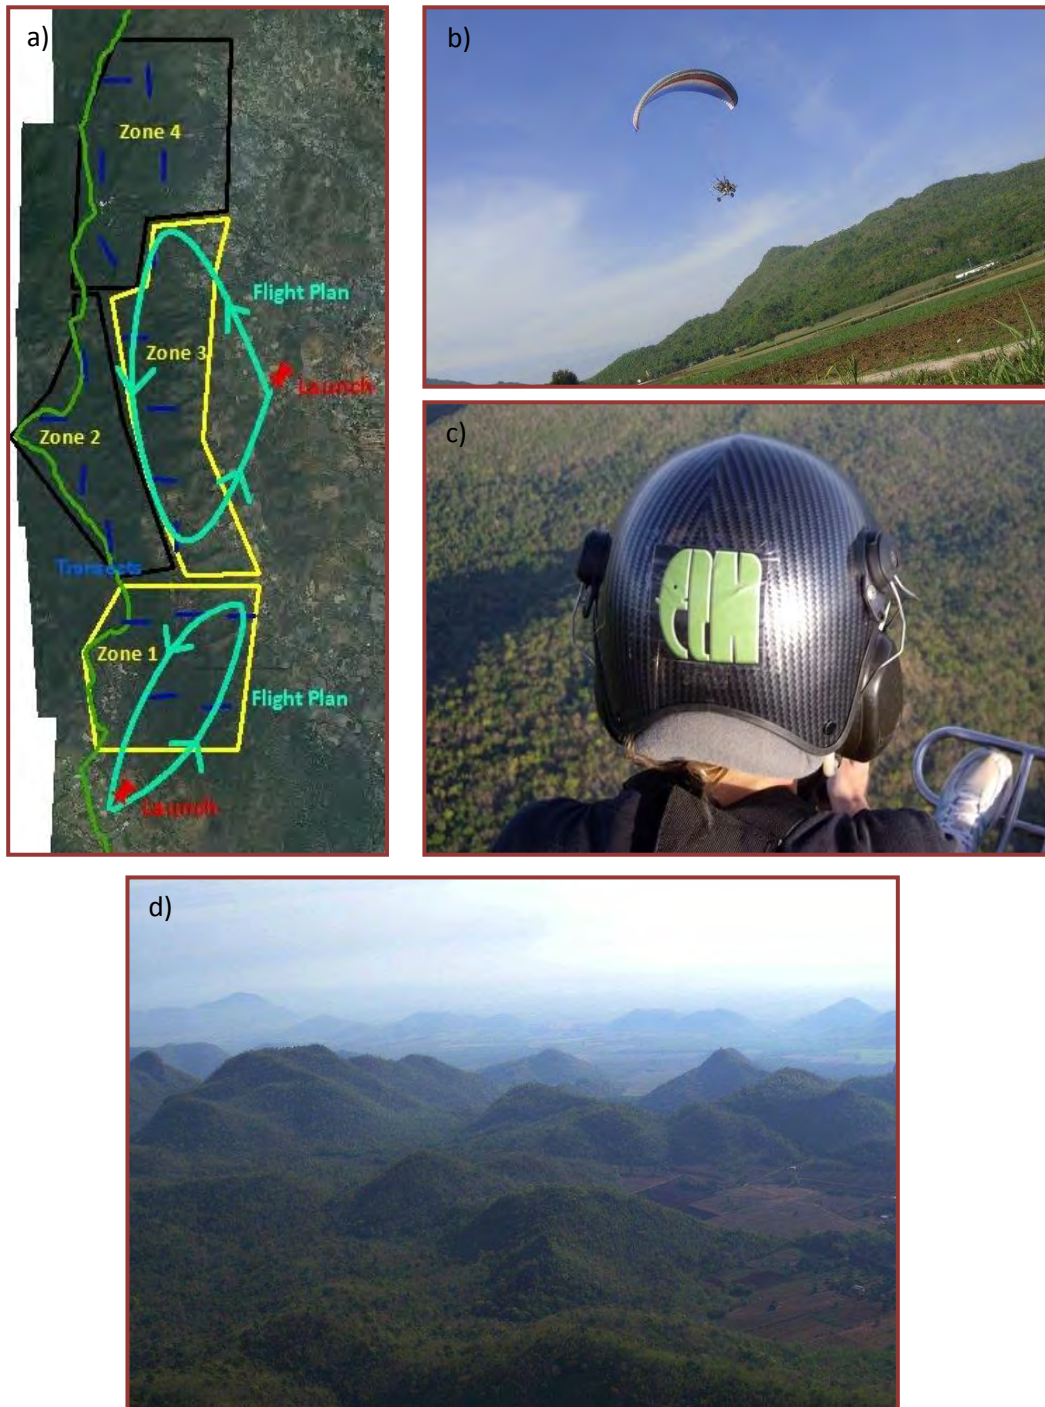 a)
Zone 4
Flight Plan
Zone 3
Launch
Zone 2
Transects
Zone 1
Flight Plan
Launch
b)
c)
d)